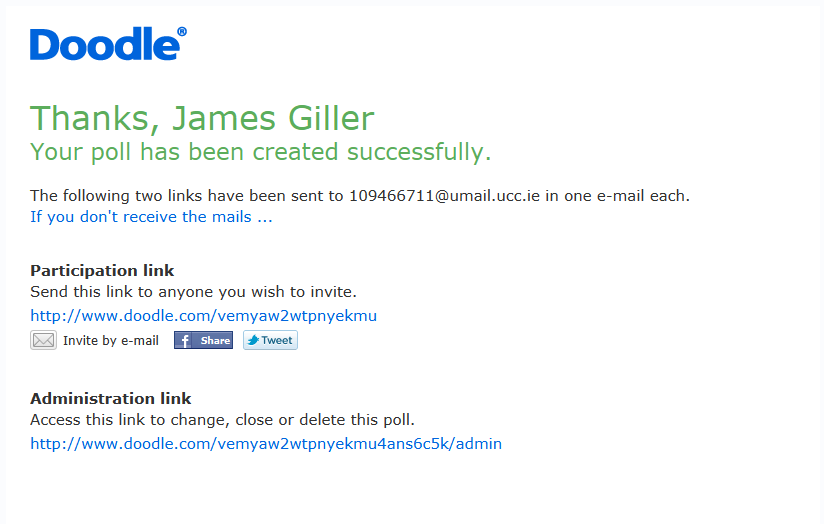 Doodle®
Thanks, James Giller
Your poll has been created successfully.
The following two links have been sent to 109466711@umail.ucc.ie in one e-mail each.
If you don't receive the mails ...
Participation link
Send this link to anyone you wish to invite.
http://www.doodle.com/vemyaw2wtpnyekmu
Invite by e-mail f Share Tweet
Administration link
Access this link to change, close or delete this poll.
http://www.doodle.com/vemyaw2wtpnyekmu4ans6c5k/admin